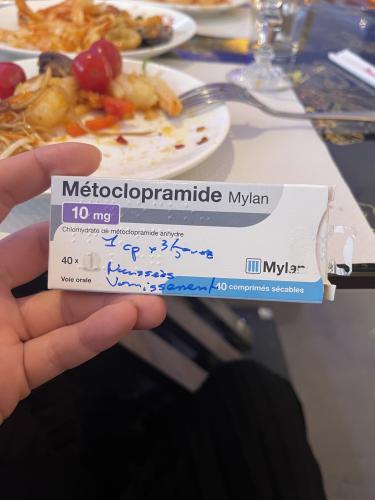 Métoclopramide Mylan
10 mg
Chlorhydrate de métoclopramide anhydre
1 cp x 3/jours
40 x
Mylan
Nausées
Voie orale
Vomissement
40 comprimés sécables